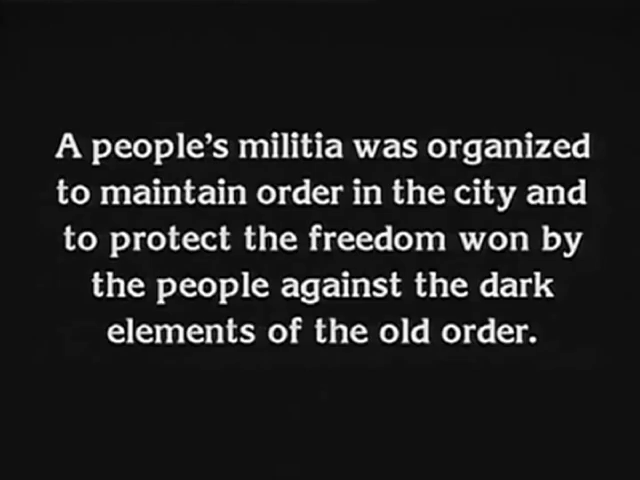 A people's militia was organized
to maintain order in the city and
to protect the freedom won by
the people against the dark
elements of the old order.